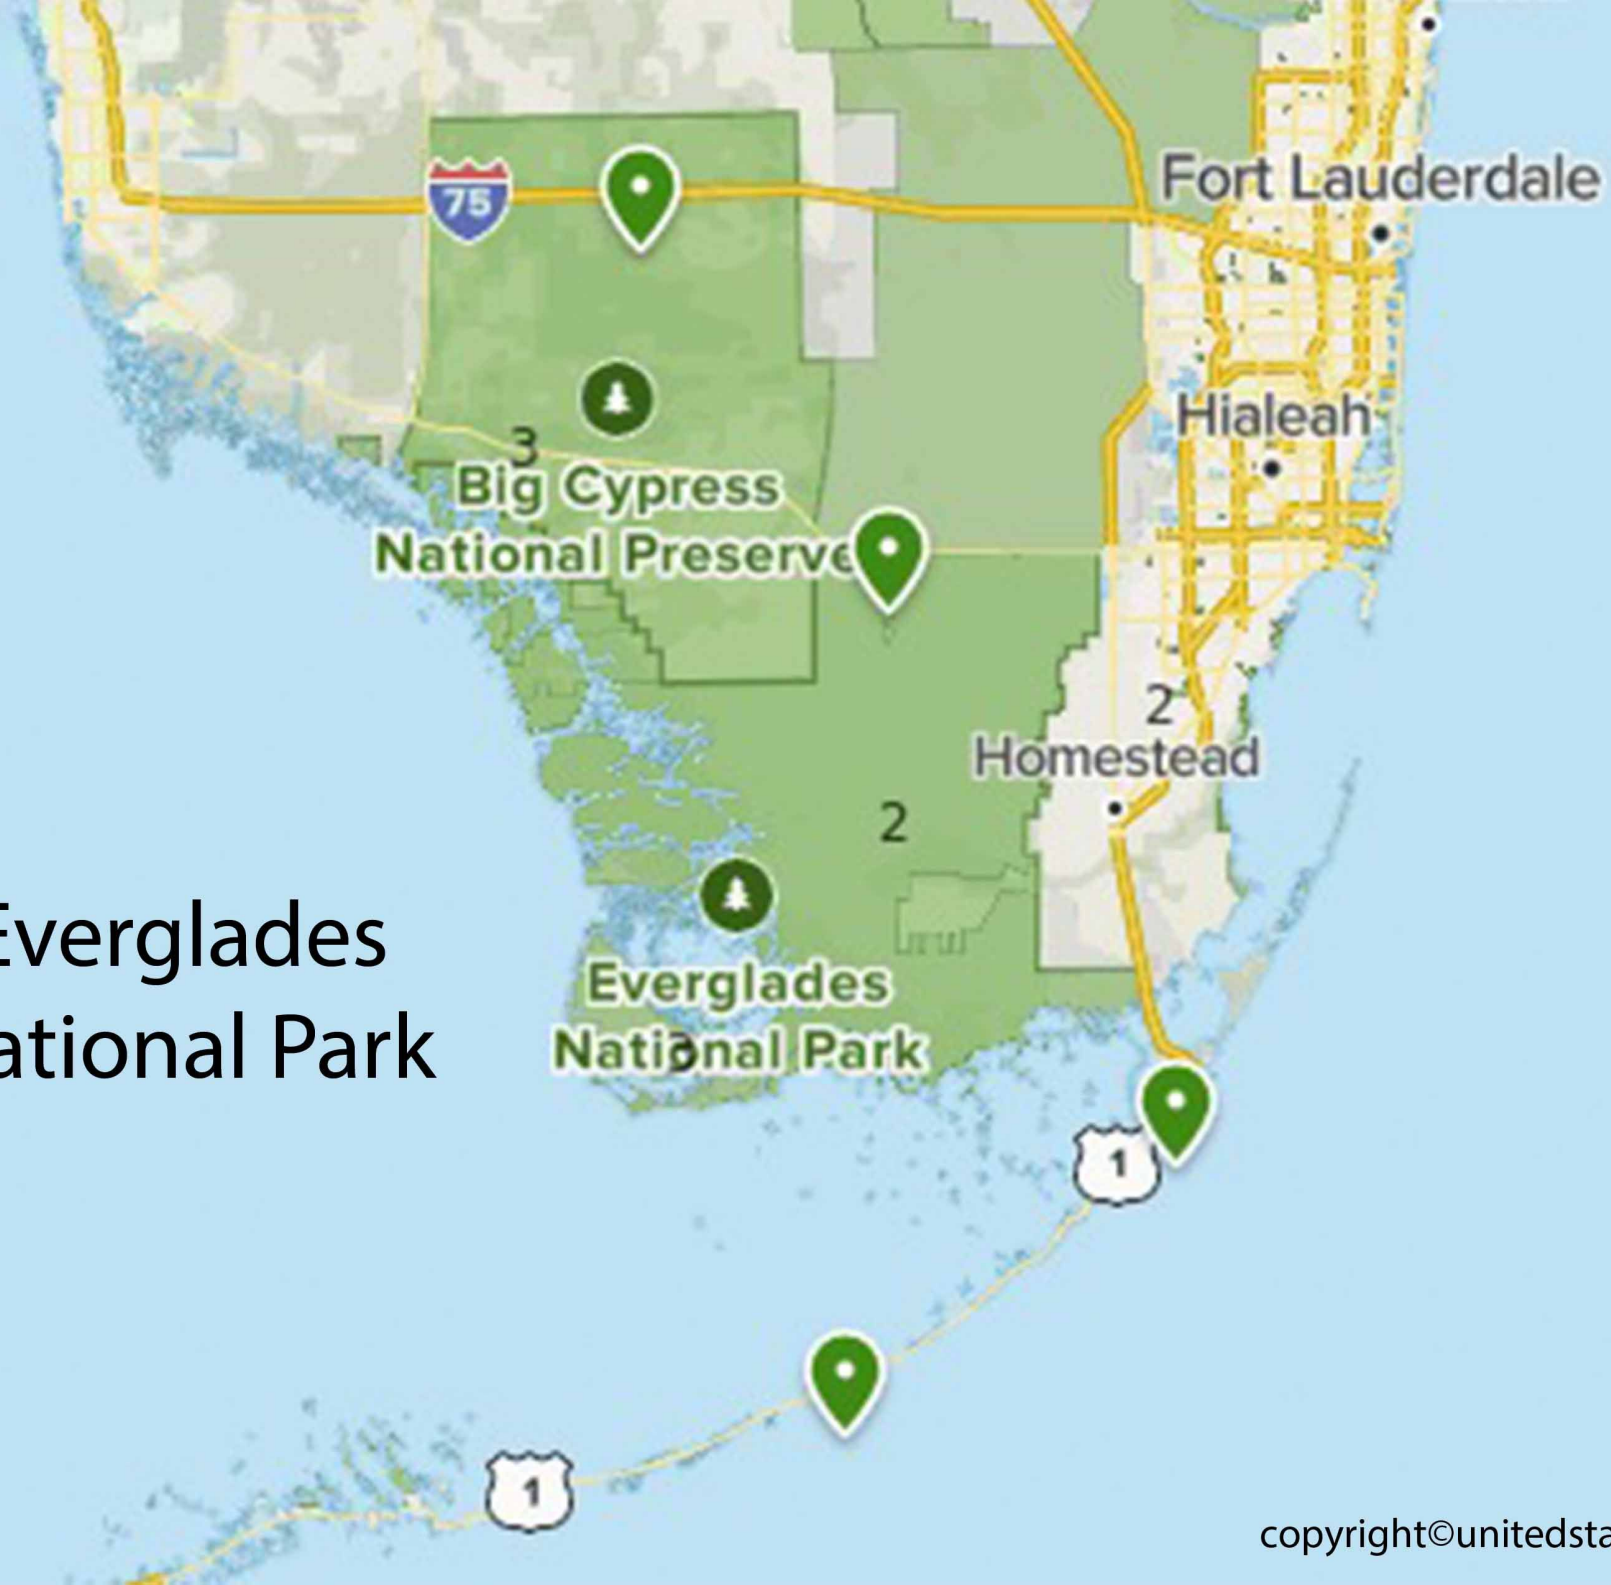 75
Fort Lauderdale
Hialeah
3
Big Cypress
National Preserve
2
Homestead
2
Everglades
National Park
Everglades
National Park
1
1
copyright©unitedsta